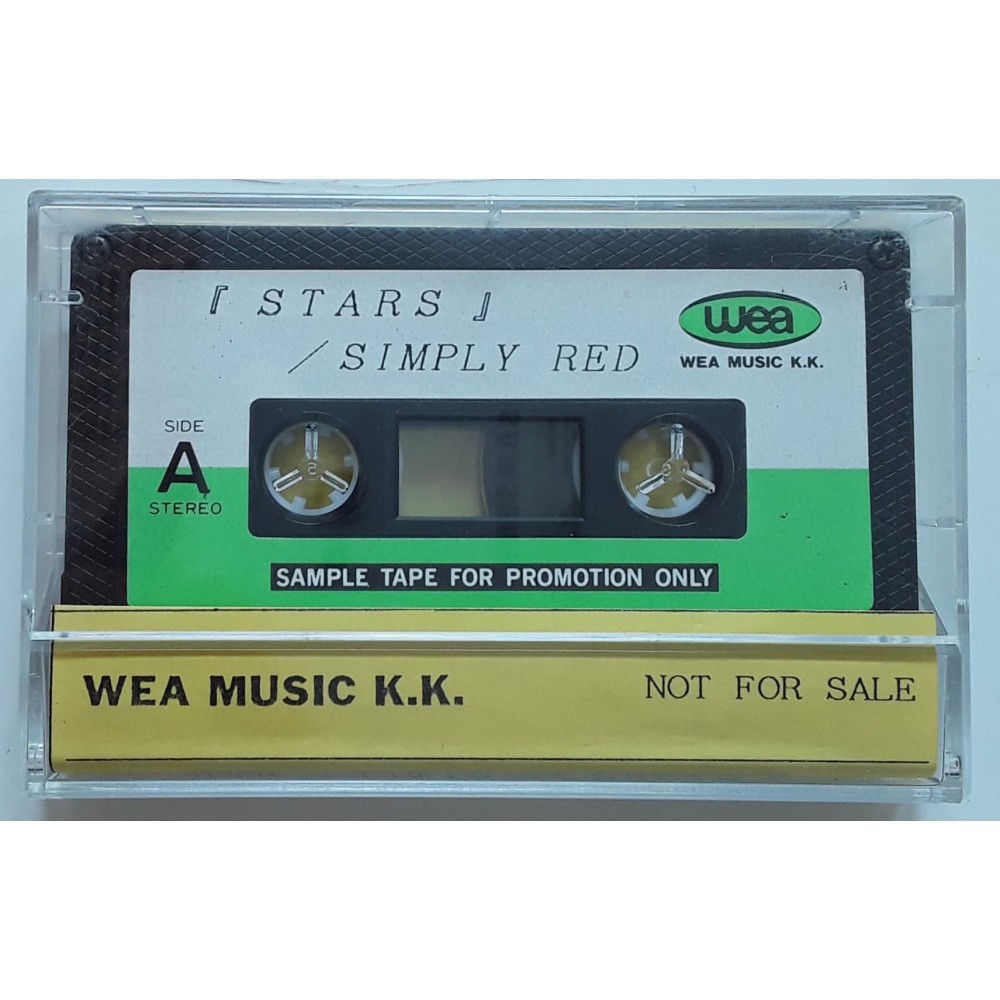 『STARS』
/SIMPLY RED
wea
WEA MUSIC K.K.
SIDE
A
STEREO
SAMPLE TAPE FOR PROMOTION ONLY
WEA MUSIC K.K.
NOT FOR SALE